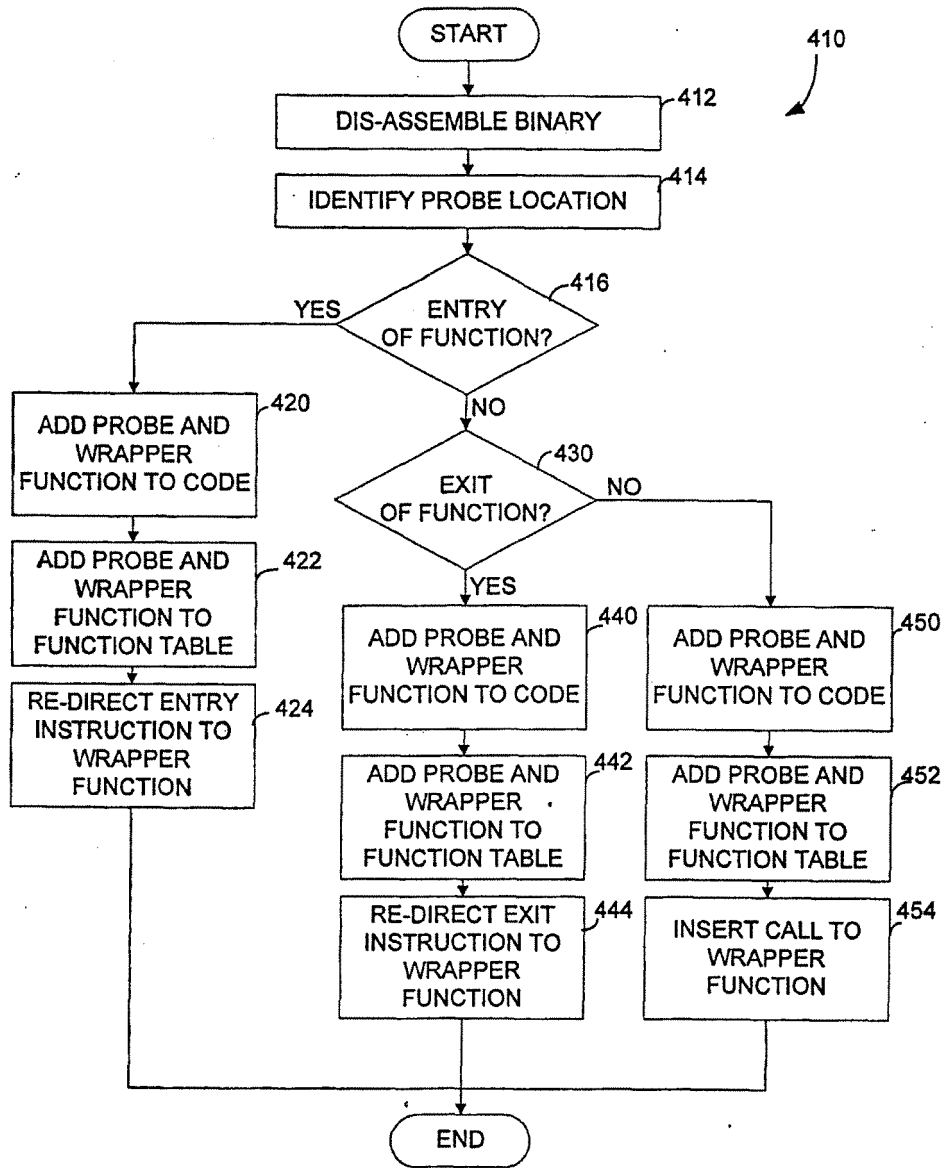 START
410
412
DIS-ASSEMBLE BINARY
414
IDENTIFY PROBE LOCATION
416
YES
ENTRY
OF FUNCTION?
NO
420
ADD PROBE AND
WRAPPER
FUNCTION TO CODE
430
EXIT
OF FUNCTION?
NO
YES
422
ADD PROBE AND
WRAPPER
FUNCTION TO
FUNCTION TABLE
424
RE-DIRECT ENTRY
INSTRUCTION TO
WRAPPER
FUNCTION
440
ADD PROBE AND
WRAPPER
FUNCTION TO CODE
442
ADD PROBE AND
WRAPPER
FUNCTION TO
FUNCTION TABLE
444
RE-DIRECT EXIT
INSTRUCTION TO
WRAPPER
FUNCTION
450
ADD PROBE AND
WRAPPER
FUNCTION TO CODE
452
ADD PROBE AND
WRAPPER
FUNCTION TO
FUNCTION TABLE
454
INSERT CALL TO
WRAPPER
FUNCTION
END